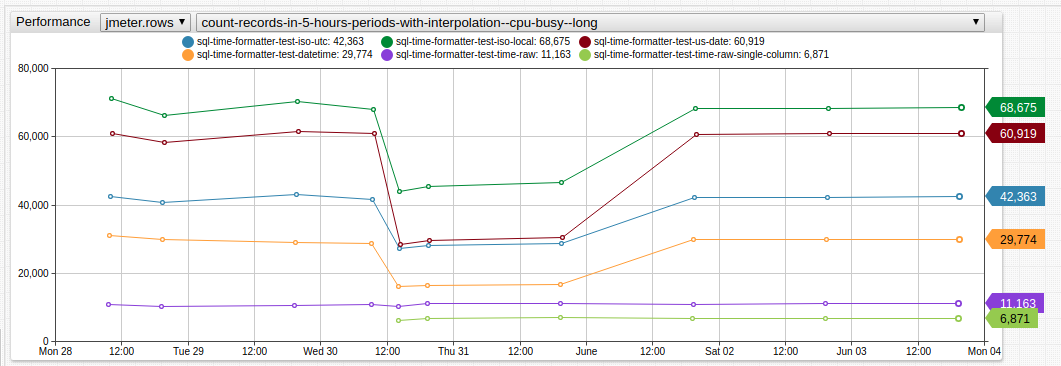 Performance jmeter.rows count-records-in-5-hours-periods-with-interpolation--cpu-busy--long
sql-time-formatter-test-iso-utc: 42,363 sql-time-formatter-test-iso-local: 68,675 sql-time-formatter-test-us-date: 60,919
sql-time-formatter-test-datetime: 29,774 sql-time-formatter-test-time-raw: 11,163 sql-time-formatter-test-time-raw-single-column: 6,871
80,000
68,675
60,000
60,919
40,000
42,363
29,774
20,000
11,163
6,871
0
Mon 28 12:00 Tue 29 12:00 Wed 30 12:00 Thu 31 12:00 June 12:00 Sat 02 12:00 Jun 03 12:00 Mon 04